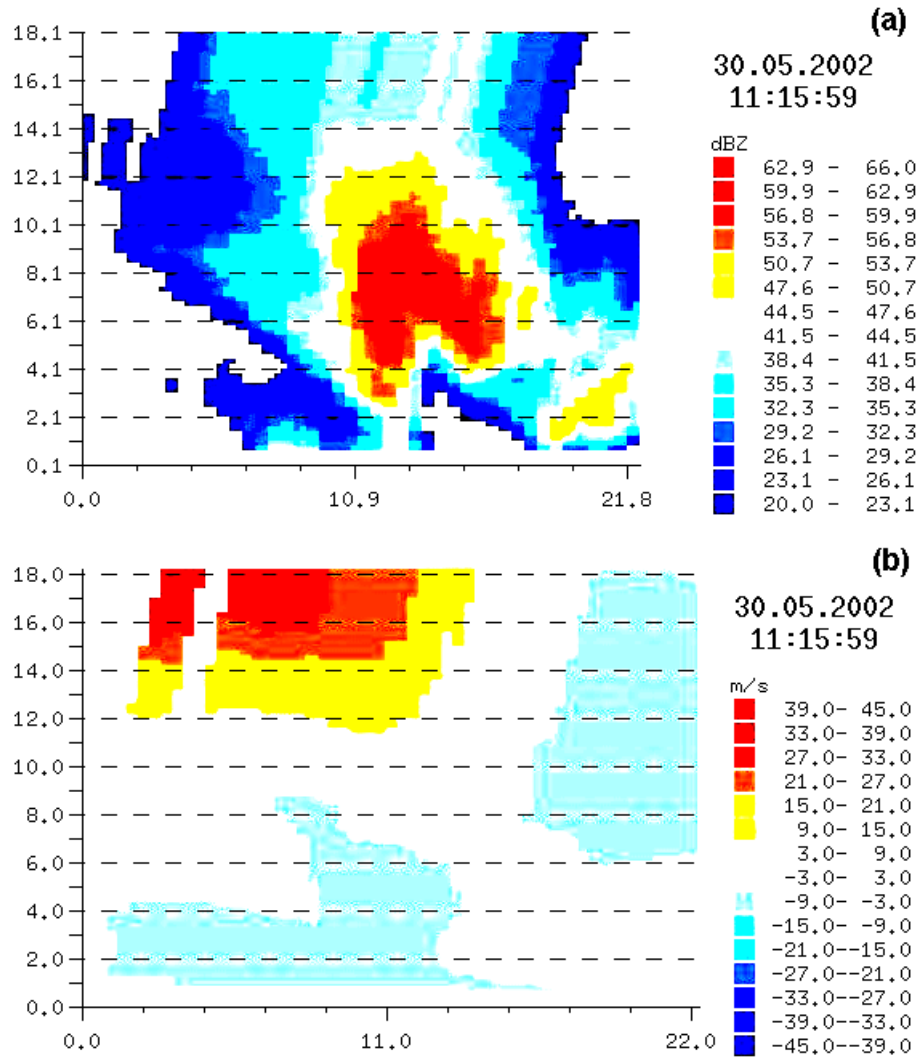 (a)
18.1
16.1
14.1
12.1
10.1
8.1
6.1
4.1
2.1
0.1
0.0 10.9 21.8
30.05.2002
11:15:59
dBZ
62.9 - 66.0
59.9 - 62.9
56.8 - 59.9
53.7 - 56.8
50.7 - 53.7
47.6 - 50.7
44.5 - 47.6
41.5 - 44.5
38.4 - 41.5
35.3 - 38.4
32.3 - 35.3
29.2 - 32.3
26.1 - 29.2
23.1 - 26.1
20.0 - 23.1
(b)
18.0
16.0
14.0
12.0
10.0
8.0
6.0
4.0
2.0
0.0
0.0 11.0 22.0
30.05.2002
11:15:59
m/s
39.0- 45.0
33.0- 39.0
27.0- 33.0
21.0- 27.0
15.0- 21.0
9.0- 15.0
3.0- 9.0
-3.0- 3.0
-9.0- -3.0
-15.0- -9.0
-21.0--15.0
-27.0--21.0
-33.0--27.0
-39.0--33.0
-45.0--39.0